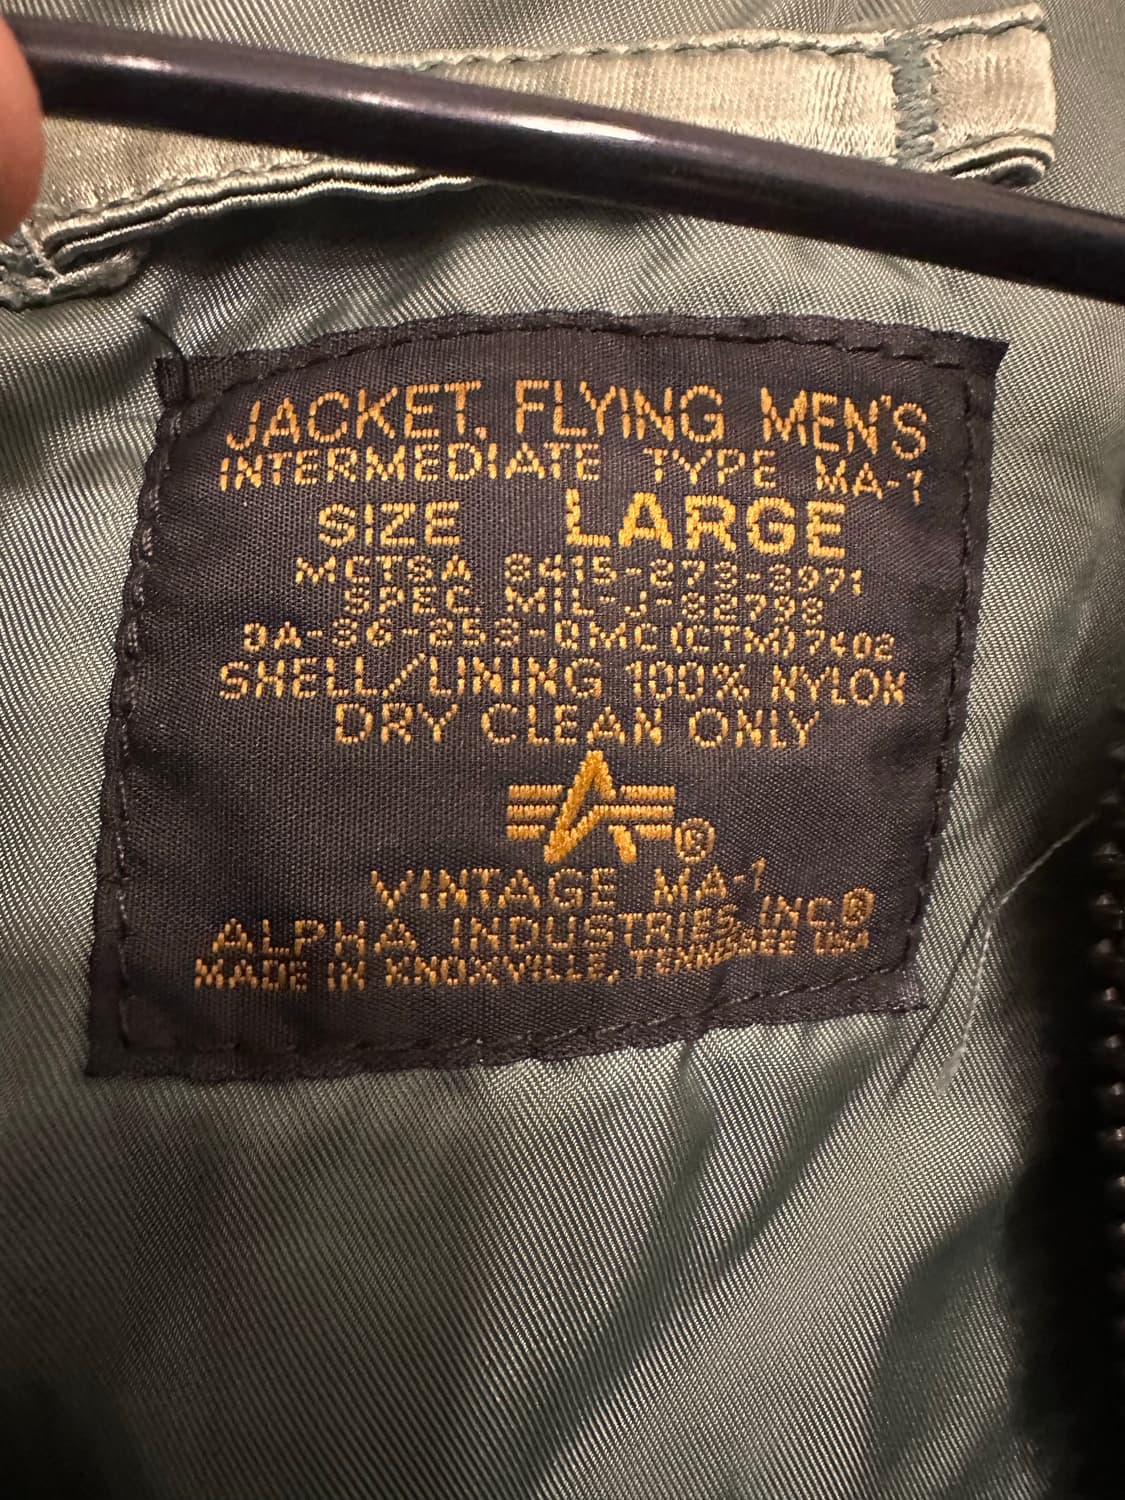 JACKET, FLYING MEN'S
INTERMEDIATE TYPE MA-1
SIZE LARGE
MCTSA 8415-273-3971
SPEC. MIL-J-82798
DA-36-253-QMC(CTM)7402
SHELL/LINING 100% NYLON
DRY CLEAN ONLY
®
VINTAGE MA-1
ALPHA INDUSTRIES, INC.®
MADE IN KNOXVILLE, TENNESSEE USA